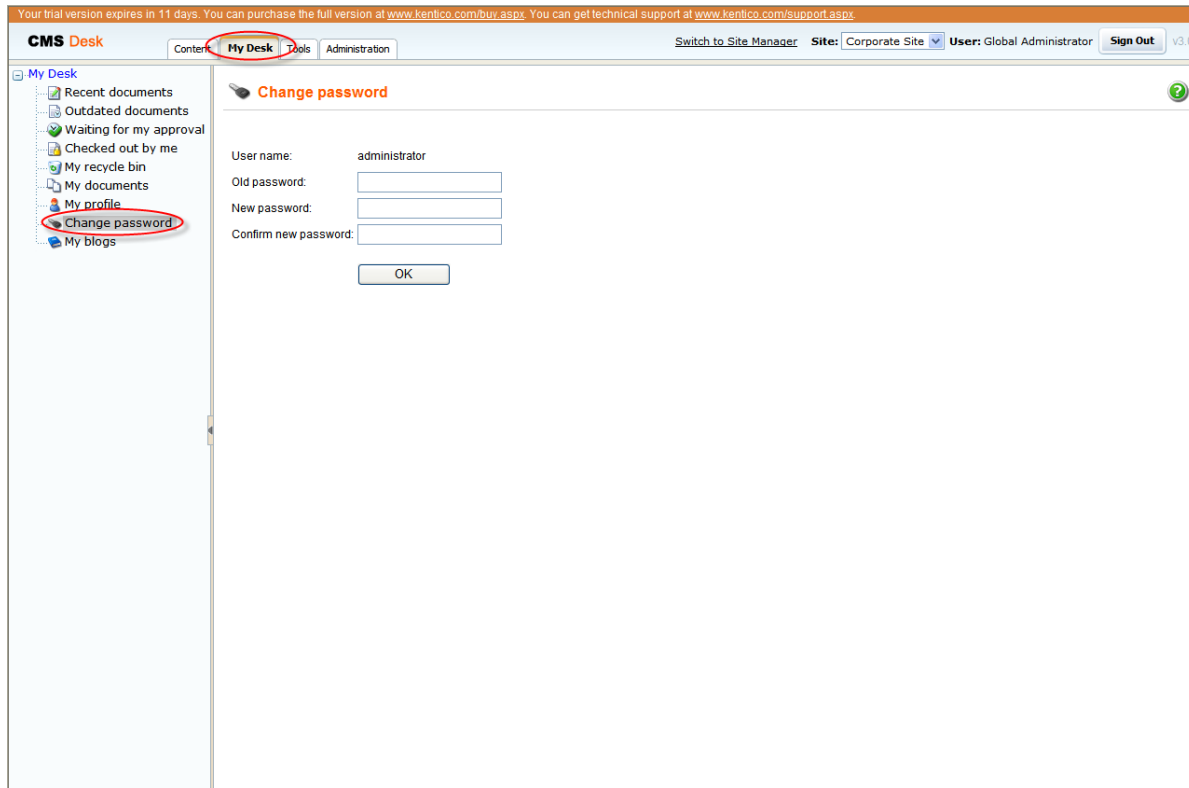 Your trial version expires in 11 days. You can purchase the full version at www.kentico.com/buy.aspx. You can get technical support at www.kentico.com/support.aspx.
CMS Desk
Content My Desk Tools Administration
Switch to Site Manager Site: Corporate Site User: Global Administrator Sign Out
My Desk
Recent documents
Outdated documents
Waiting for my approval
Checked out by me
My recycle bin
My documents
My profile
Change password
My blogs
Change password
User name: administrator
Old password:
New password:
Confirm new password:
OK